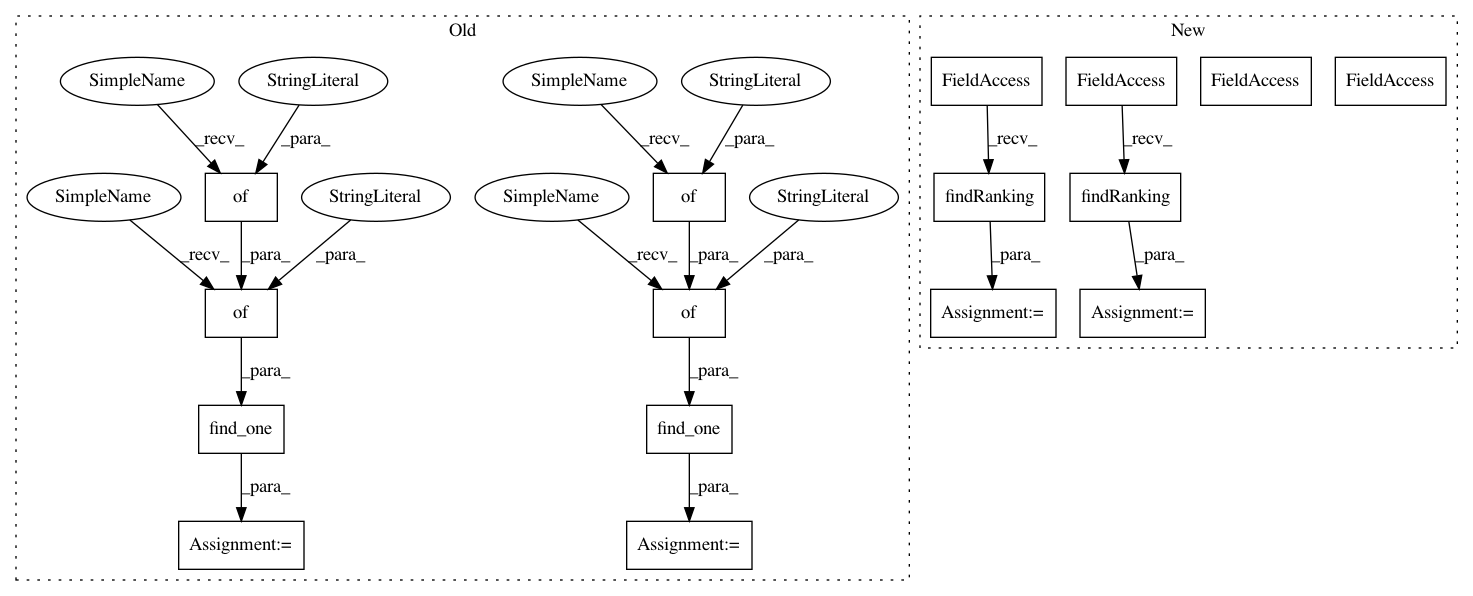 Old
New
SimpleName
StringLiteral
SimpleName
StringLiteral
FieldAccess
FieldAccess
FieldAccess
FieldAccess
_recv_
_para_
_recv_
_para_
_recv_
_recv_
SimpleName
of
StringLiteral
SimpleName
of
StringLiteral
findRanking
findRanking
_recv_
_para_
_para_
_recv_
_para_
_para_
_para_
_para_
of
of
Assignment:=
Assignment:=
_para_
_para_
find_one
find_one
_para_
_para_
Assignment:=
Assignment:=